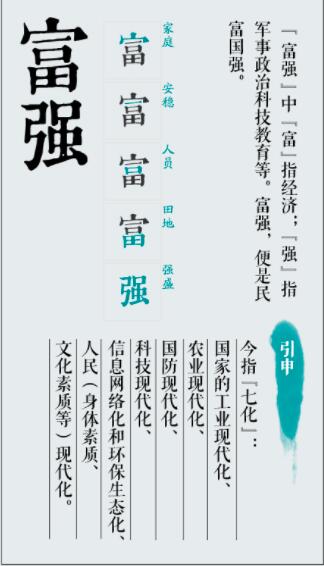 富强
家庭
富
安稳
富
人员
富
田地
富
强盛
强
『富强』中『富』指经济；『强』指
军事政治科技教育等。富强，便是民
富国强。
引申
今指『七化』：
国家的工业现代化、
农业现代化、
国防现代化、
科技现代化、
信息网络化和环保生态化、
人民（身体素质、
文化素质等）现代化。